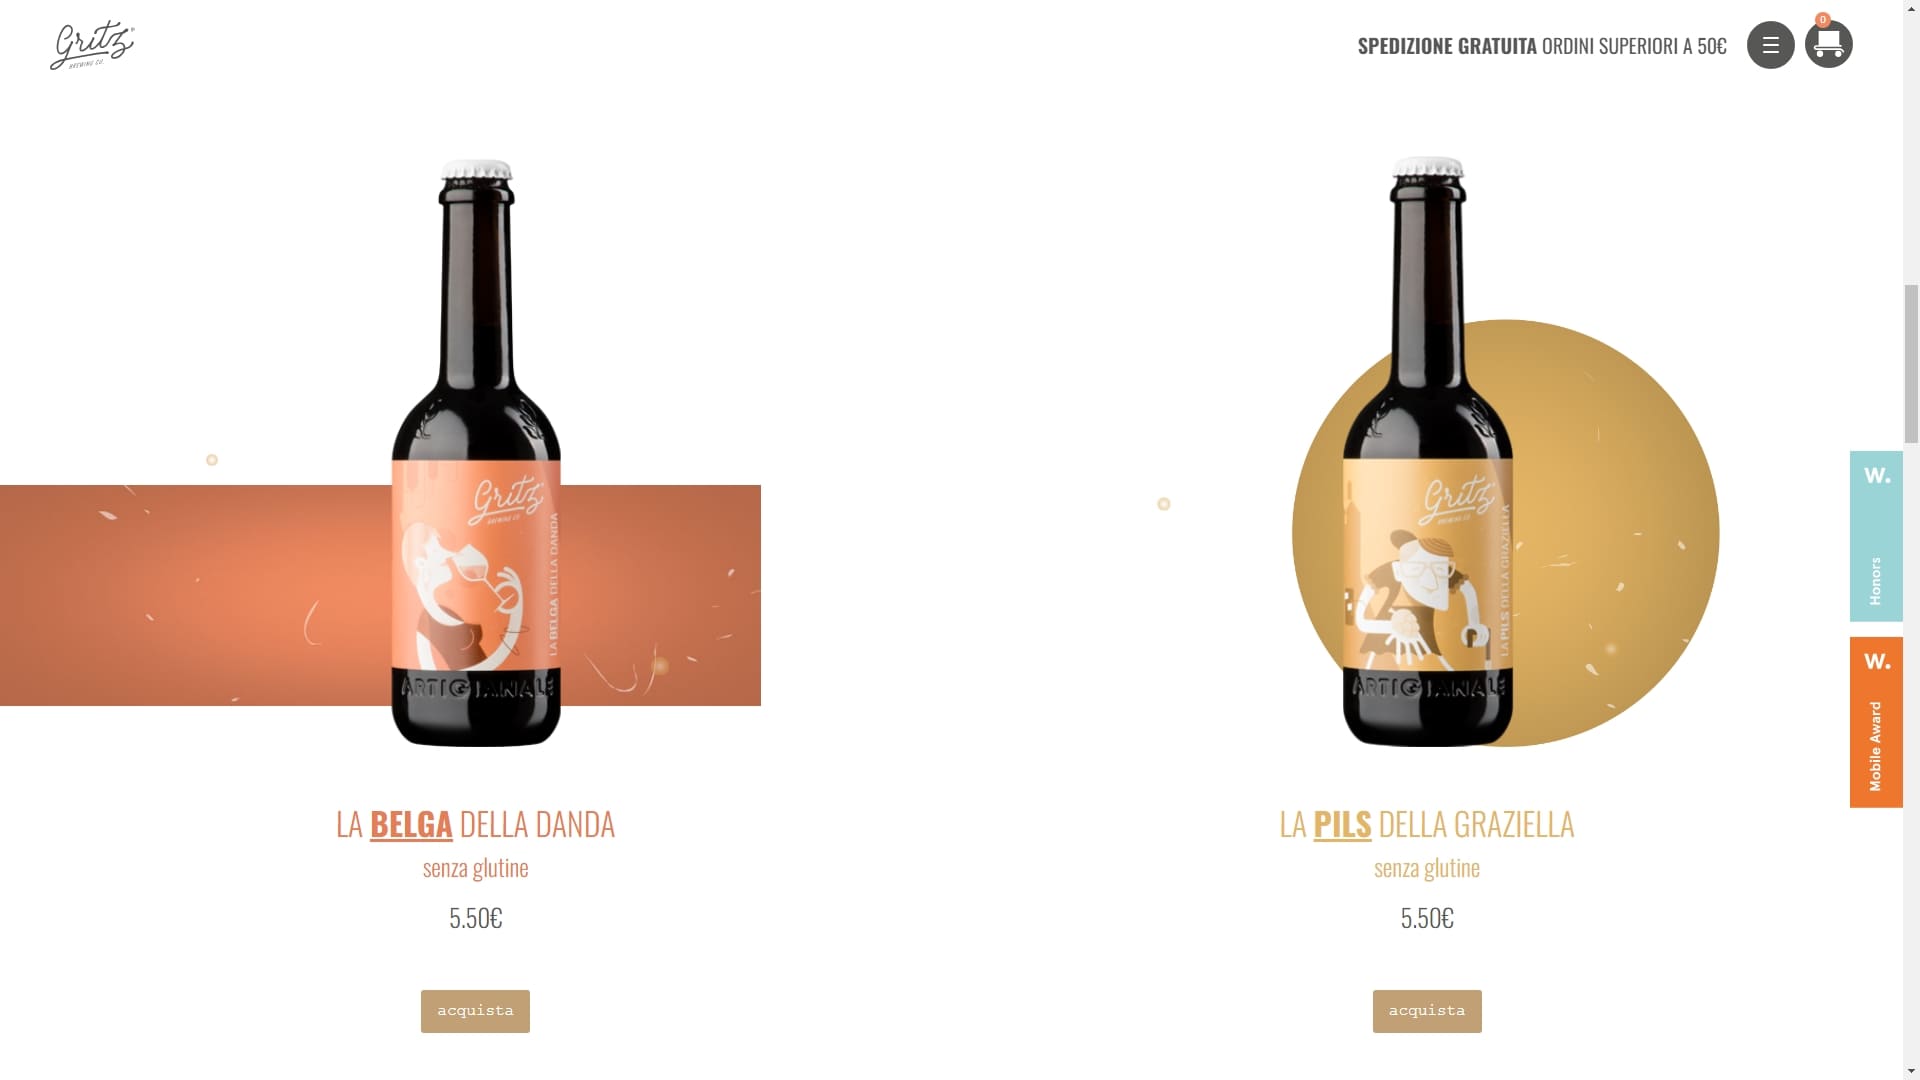 Gritz
BREWING CO.
SPEDIZIONE GRATUITA ORDINI SUPERIORI A 50€
0
Gritz
BREWING CO
LA BELGA DELLA DANDA
ARTIGIANALE
Gritz
BREWING CO
LA PILS DELLA GRAZIELLA
ARTIGIANALE
W.
Honors
W.
Mobile Award
LA BELGA DELLA DANDA
senza glutine
5.50€
acquista
LA PILS DELLA GRAZIELLA
senza glutine
5.50€
acquista